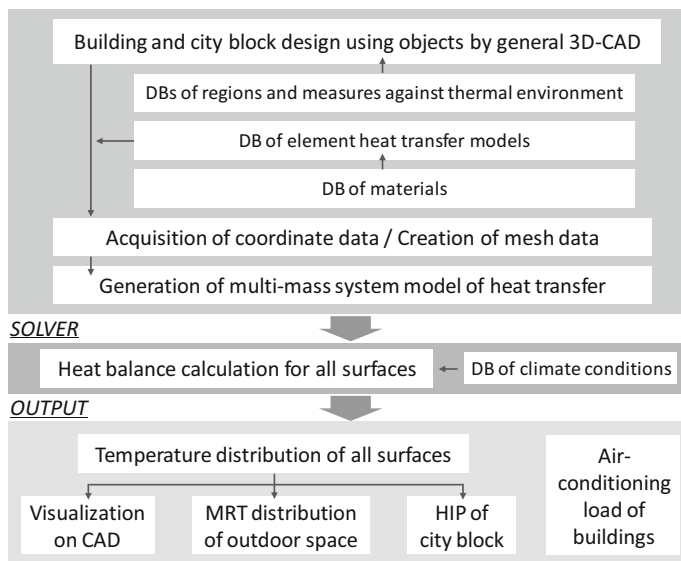 Building and city block design using objects by general 3D-CAD
DBs of regions and measures against thermal environment
DB of element heat transfer models
DB of materials
Acquisition of coordinate data / Creation of mesh data
Generation of multi-mass system model of heat transfer
SOLVER
Heat balance calculation for all surfaces
DB of climate conditions
OUTPUT
Temperature distribution of all surfaces
Visualization
on CAD
MRT distribution
of outdoor space
HIP of
city block
Air-
conditioning
load of
buildings